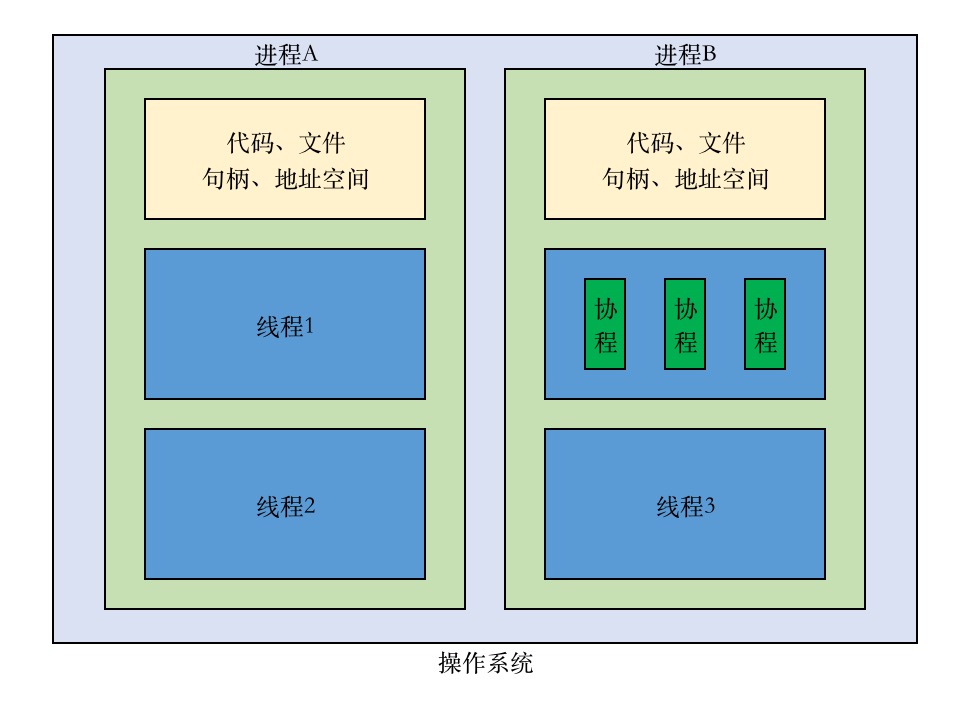 进程A
进程B
代码、文件
句柄、地址空间
代码、文件
句柄、地址空间
线程1
协
程
协
程
协
程
线程2
线程3
操作系统